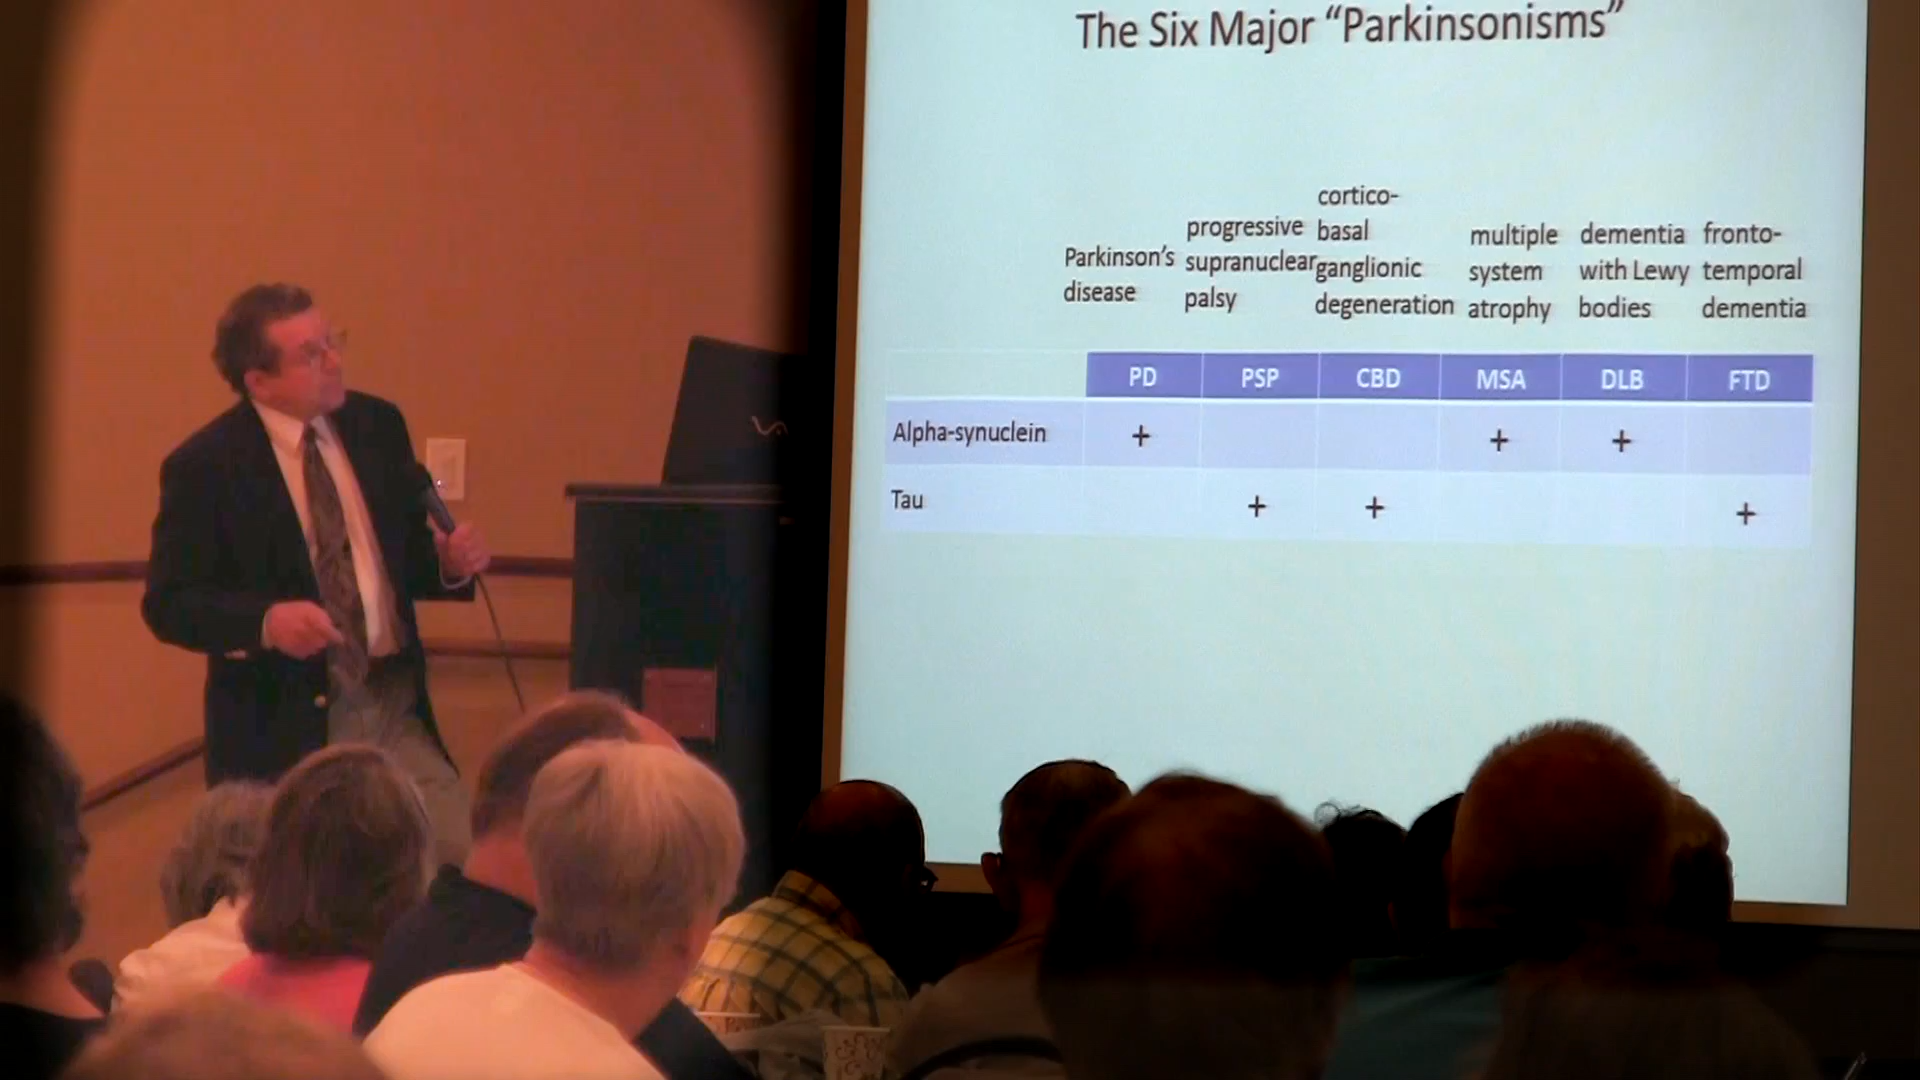 The Six Major “Parkinsonisms”
Parkinson’s
disease
progressive
supranuclear
palsy
cortico-
basal
ganglionic
degeneration
multiple
system
atrophy
dementia
with Lewy
bodies
fronto-
temporal
dementia
PD PSP CBD MSA DLB FTD
Alpha-synuclein + + +
Tau + + +